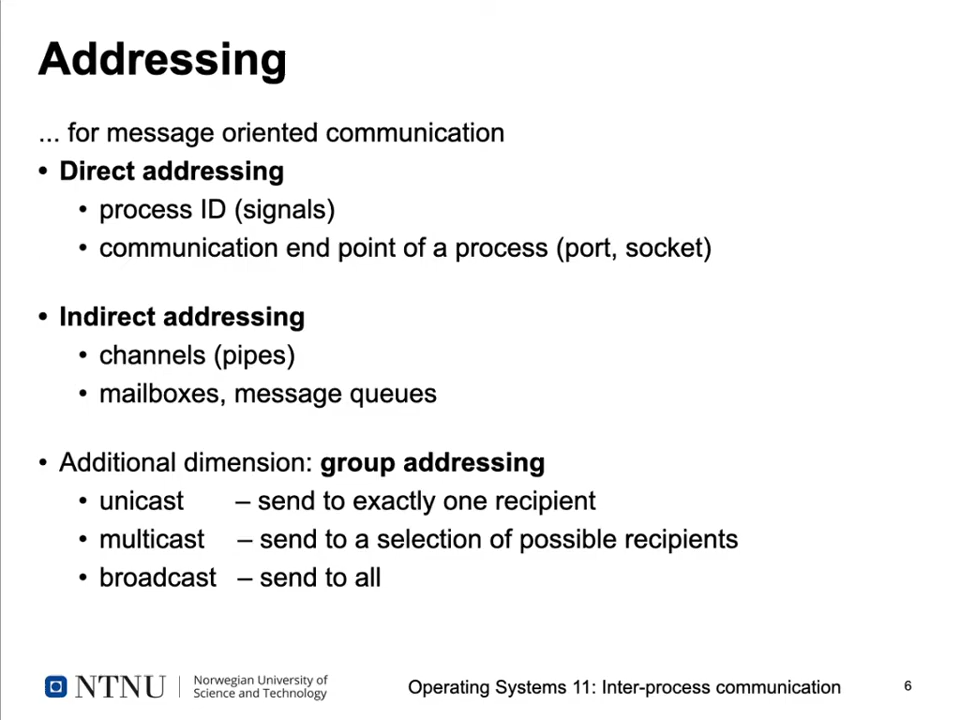 Addressing
... for message oriented communication
• Direct addressing
• process ID (signals)
• communication end point of a process (port, socket)
• Indirect addressing
• channels (pipes)
• mailboxes, message queues
• Additional dimension: group addressing
• unicast – send to exactly one recipient
• multicast – send to a selection of possible recipients
• broadcast – send to all
NTNU
Norwegian University of
Science and Technology
Operating Systems 11: Inter-process communication
6